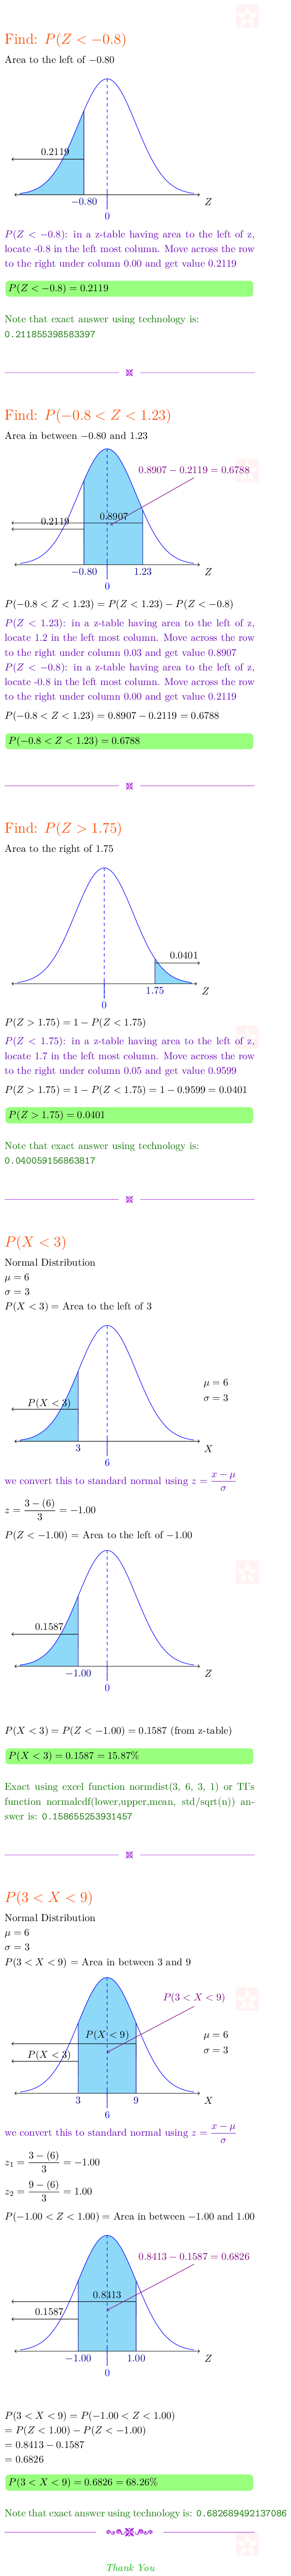 Find: P(Z < −0.8)
Area to the left of −0.80
0.2119
−0.80
Z
0
P(Z < −0.8): in a z-table having area to the left of z,
locate -0.8 in the left most column. Move across the row
to the right under column 0.00 and get value 0.2119
P(Z < −0.8) = 0.2119
Note that exact answer using technology is:
0.211855398583397
Find: P(−0.8 < Z < 1.23)
Area in between −0.80 and 1.23
0.8907 − 0.2119 = 0.6788
0.8907
0.2119
−0.80
1.23
Z
0
P(−0.8 < Z < 1.23) = P(Z < 1.23) − P(Z < −0.8)
P(Z < 1.23): in a z-table having area to the left of z,
locate 1.2 in the left most column. Move across the row
to the right under column 0.03 and get value 0.8907
P(Z < −0.8): in a z-table having area to the left of z,
locate -0.8 in the left most column. Move across the row
to the right under column 0.00 and get value 0.2119
P(−0.8 < Z < 1.23) = 0.8907 − 0.2119 = 0.6788
P(−0.8 < Z < 1.23) = 0.6788
Find: P(Z > 1.75)
Area to the right of 1.75
0.0401
1.75
Z
0
P(Z > 1.75) = 1 − P(Z < 1.75)
P(Z < 1.75): in a z-table having area to the left of z,
locate 1.7 in the left most column. Move across the row
to the right under column 0.05 and get value 0.9599
P(Z > 1.75) = 1 − P(Z < 1.75) = 1 − 0.9599 = 0.0401
P(Z > 1.75) = 0.0401
Note that exact answer using technology is:
0.040059156863817
P(X < 3)
Normal Distribution
μ = 6
σ = 3
P(X < 3) = Area to the left of 3
μ = 6
σ = 3
P(X < 3)
3
X
6
we convert this to standard normal using z = (x − μ)/σ
z = (3 − (6))/3 = −1.00
P(Z < −1.00) = Area to the left of −1.00
0.1587
−1.00
Z
0
P(X < 3) = P(Z < −1.00) = 0.1587 (from z-table)
P(X < 3) = 0.1587 = 15.87%
Exact using excel function normdist(3, 6, 3, 1) or TI's
function normalcdf(lower,upper,mean, std/sqrt(n)) an-
swer is: 0.158655253931457
P(3 < X < 9)
Normal Distribution
μ = 6
σ = 3
P(3 < X < 9) = Area in between 3 and 9
P(3 < X < 9)
P(X < 9)
μ = 6
σ = 3
P(X < 3)
3
9
X
6
we convert this to standard normal using z = (x − μ)/σ
z₁ = (3 − (6))/3 = −1.00
z₂ = (9 − (6))/3 = 1.00
P(−1.00 < Z < 1.00) = Area in between −1.00 and 1.00
0.8413 − 0.1587 = 0.6826
0.8413
0.1587
−1.00
1.00
Z
0
P(3 < X < 9) = P(−1.00 < Z < 1.00)
= P(Z < 1.00) − P(Z < −1.00)
= 0.8413 − 0.1587
= 0.6826
P(3 < X < 9) = 0.6826 = 68.26%
Note that exact answer using technology is: 0.682689492137086
Thank You